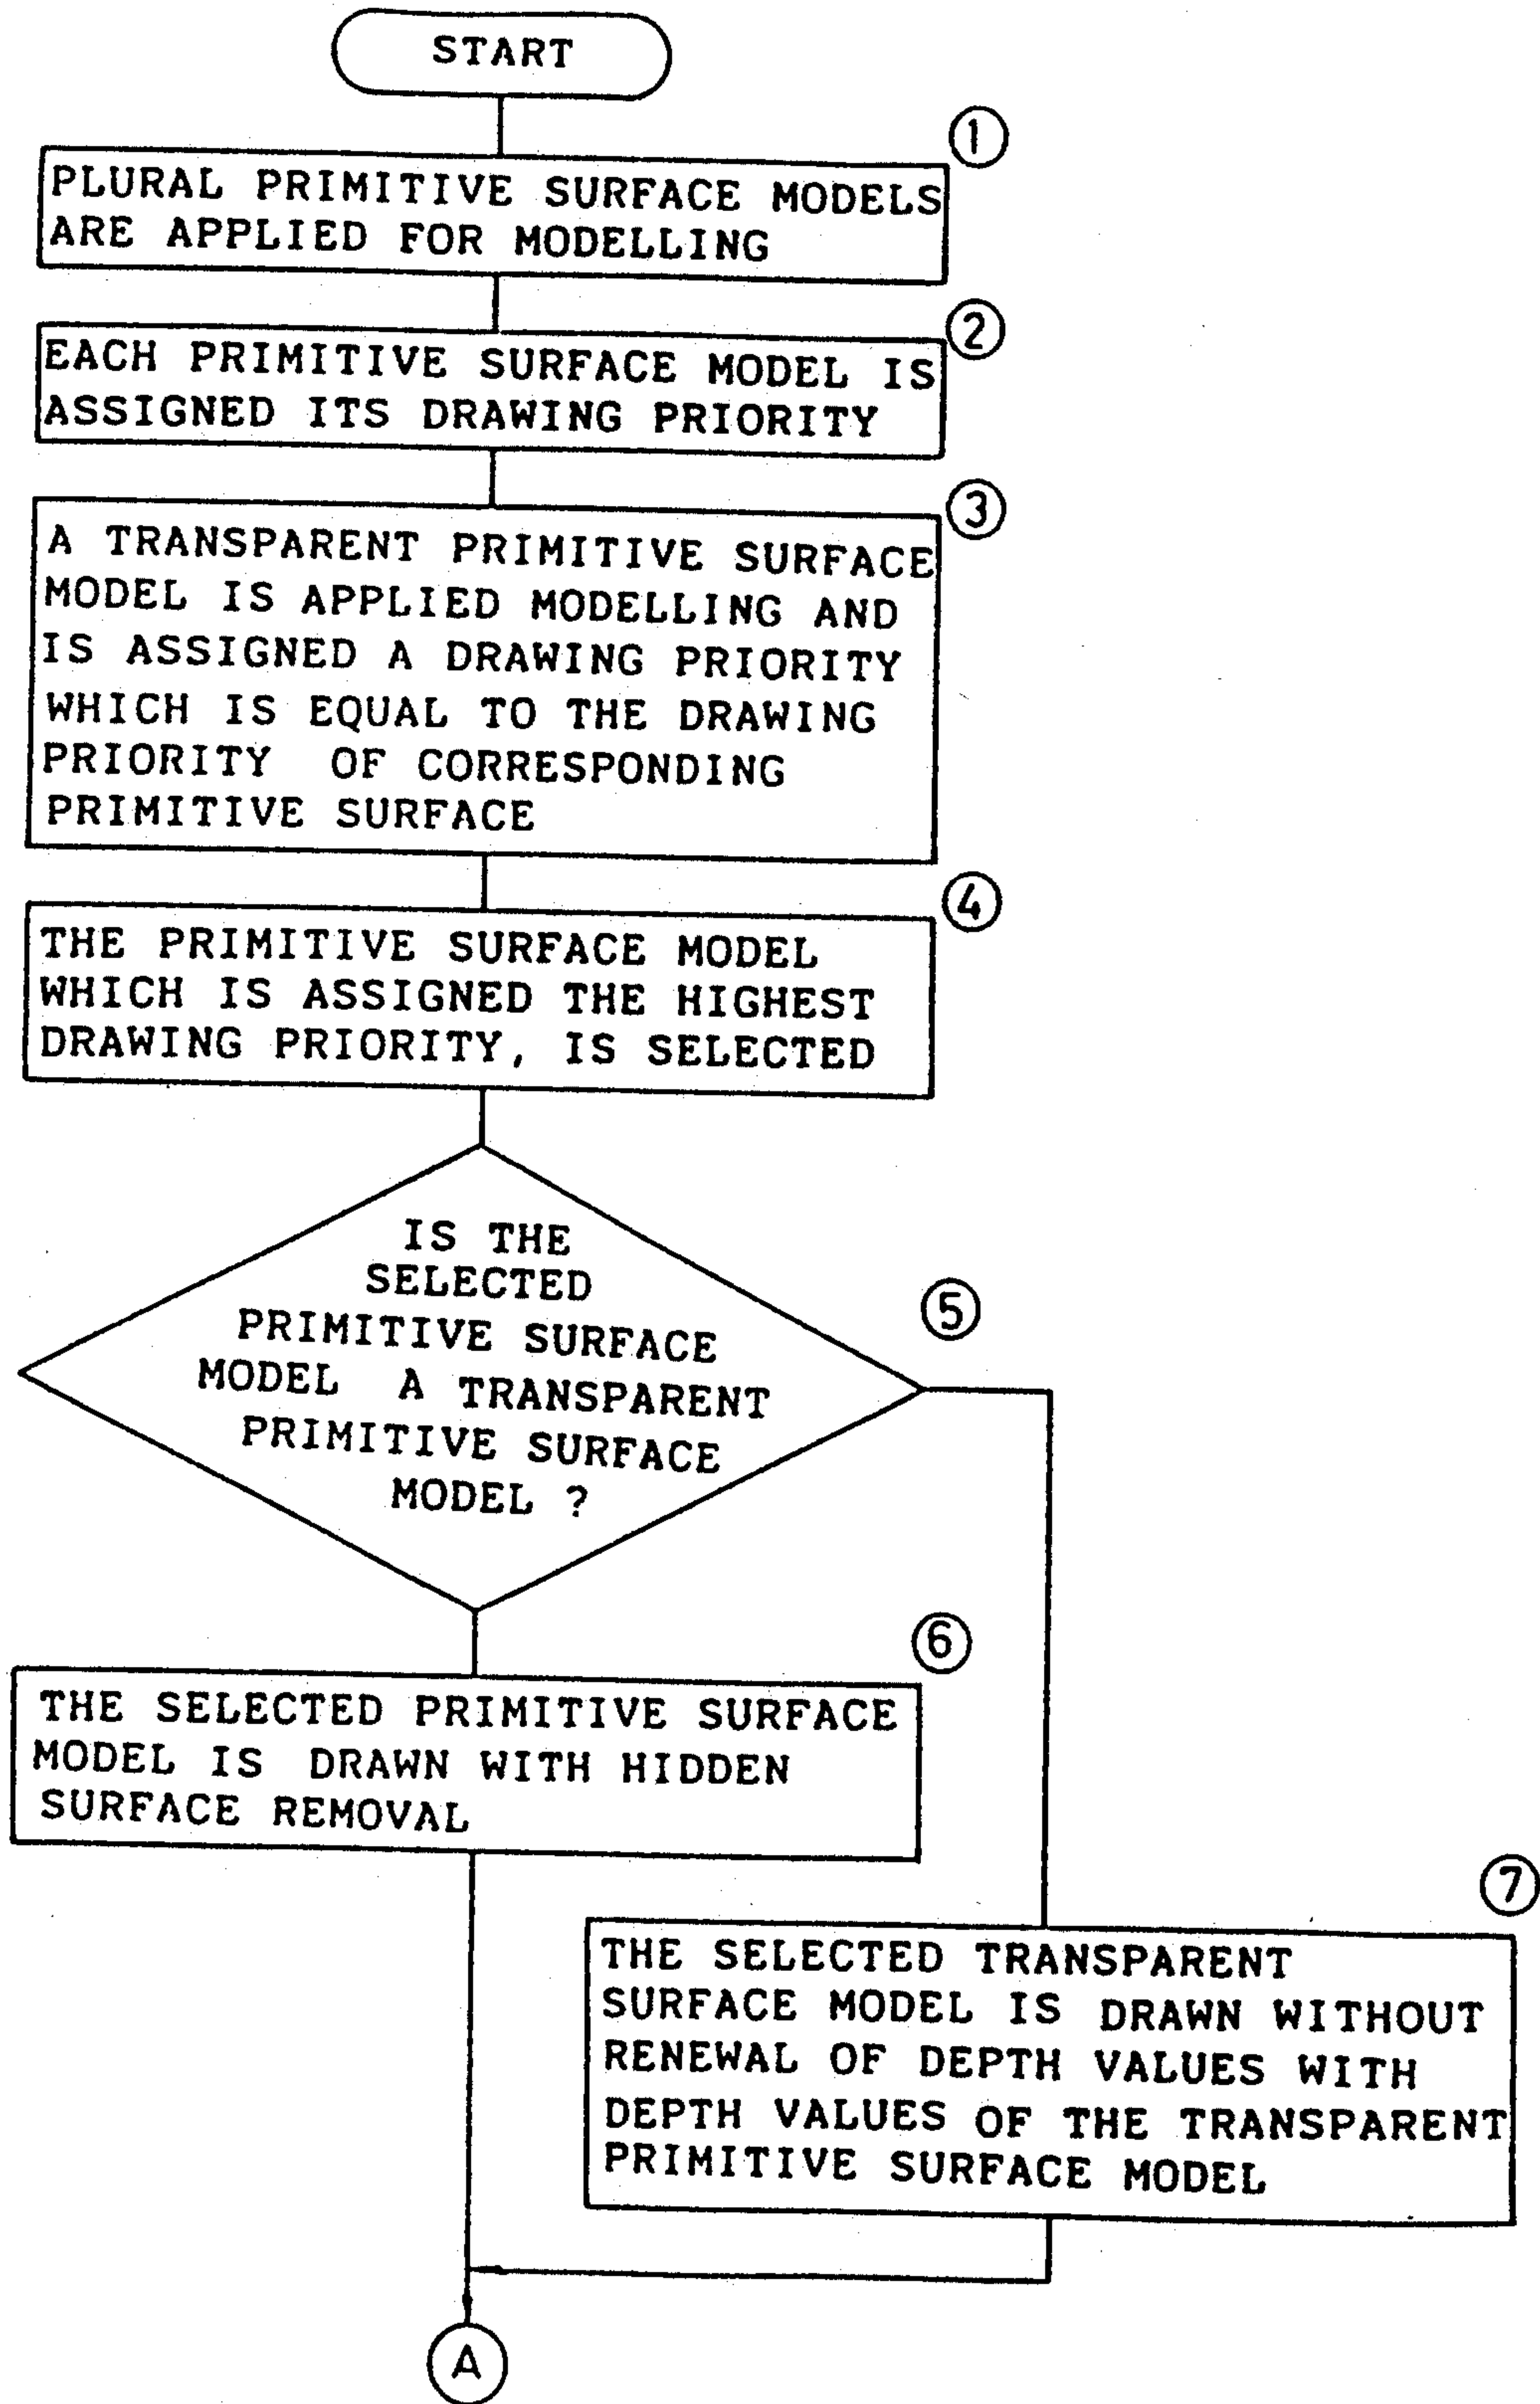 START
①
PLURAL PRIMITIVE SURFACE MODELS
ARE APPLIED FOR MODELLING
②
EACH PRIMITIVE SURFACE MODEL IS
ASSIGNED ITS DRAWING PRIORITY
③
A TRANSPARENT PRIMITIVE SURFACE
MODEL IS APPLIED MODELLING AND
IS ASSIGNED A DRAWING PRIORITY
WHICH IS EQUAL TO THE DRAWING
PRIORITY OF CORRESPONDING
PRIMITIVE SURFACE
④
THE PRIMITIVE SURFACE MODEL
WHICH IS ASSIGNED THE HIGHEST
DRAWING PRIORITY, IS SELECTED
⑤
IS THE
SELECTED
PRIMITIVE SURFACE
MODEL A TRANSPARENT
PRIMITIVE SURFACE
MODEL ?
⑥
THE SELECTED PRIMITIVE SURFACE
MODEL IS DRAWN WITH HIDDEN
SURFACE REMOVAL
⑦
THE SELECTED TRANSPARENT
SURFACE MODEL IS DRAWN WITHOUT
RENEWAL OF DEPTH VALUES WITH
DEPTH VALUES OF THE TRANSPARENT
PRIMITIVE SURFACE MODEL
A